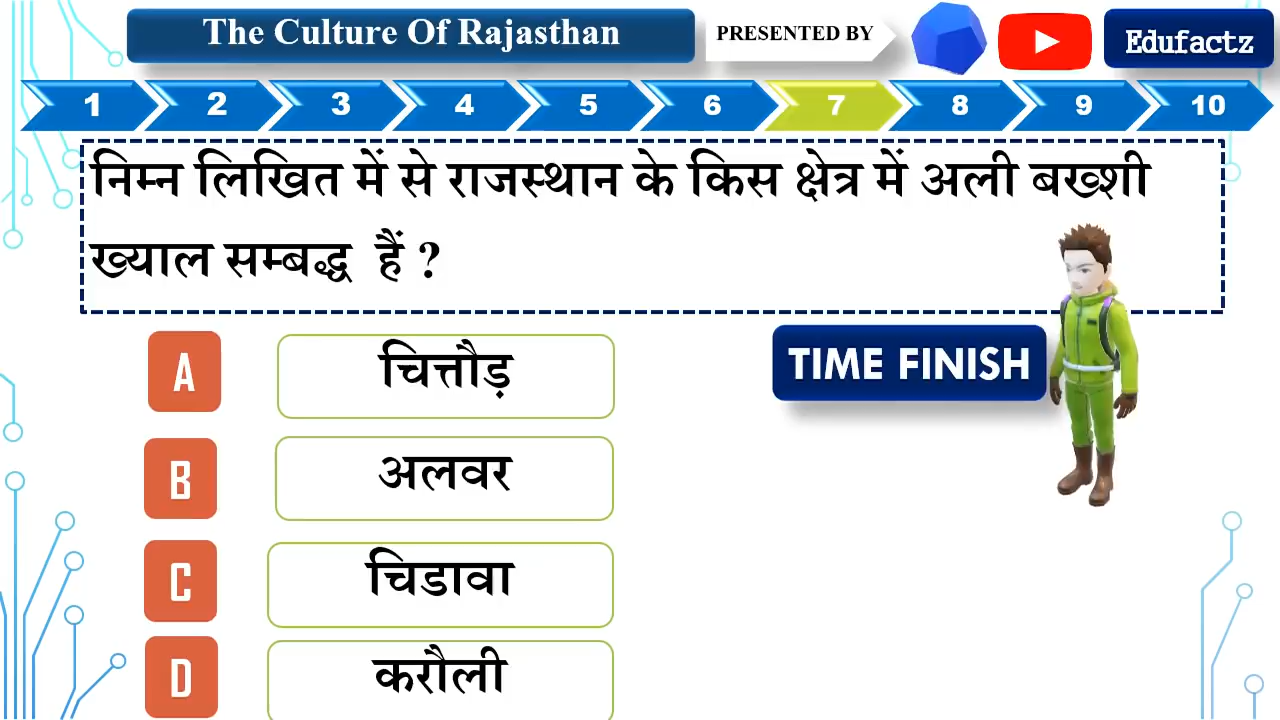 The Culture Of Rajasthan
PRESENTED BY
Edufactz
1 2 3 4 5 6 7 8 9 10
निम्न लिखित में से राजस्थान के किस क्षेत्र में अली बख्शी
ख्याल सम्बद्ध हैं ?
TIME FINISH
A चित्तौड़
B अलवर
C चिडावा
D करौली